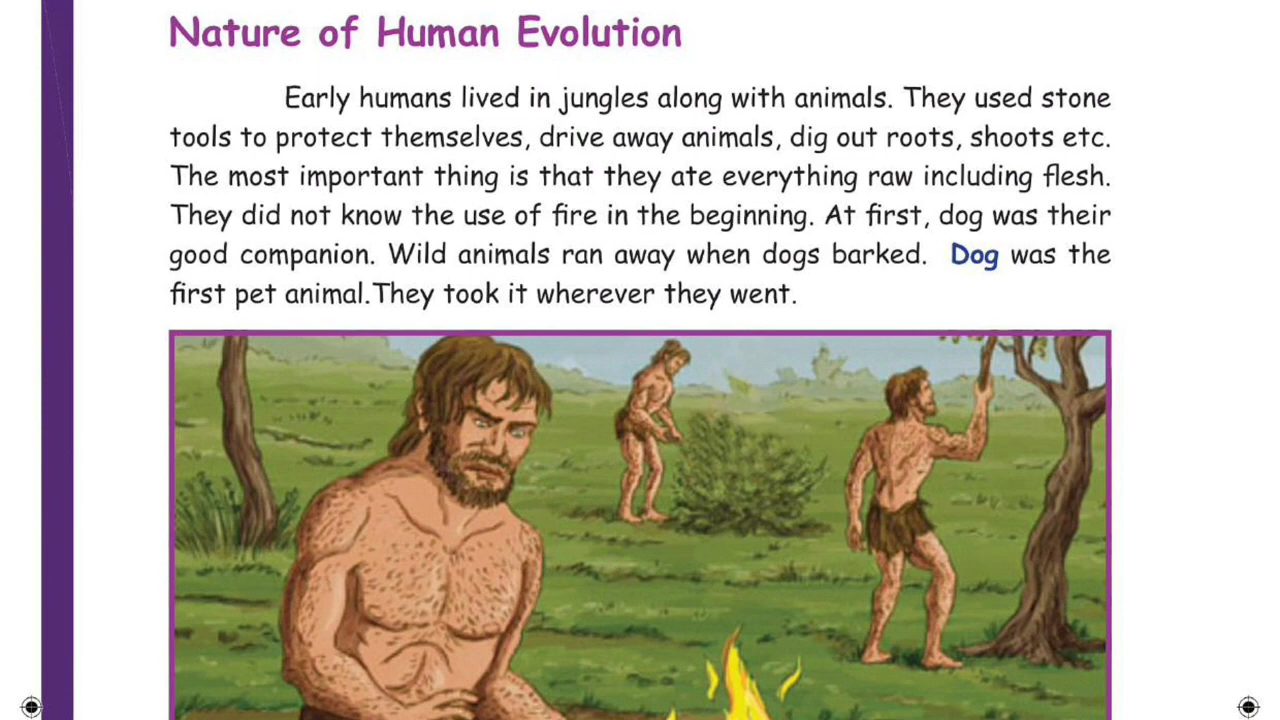 Nature of Human Evolution
Early humans lived in jungles along with animals. They used stone
tools to protect themselves, drive away animals, dig out roots, shoots etc.
The most important thing is that they ate everything raw including flesh.
They did not know the use of fire in the beginning. At first, dog was their
good companion. Wild animals ran away when dogs barked. Dog was the
first pet animal.They took it wherever they went.